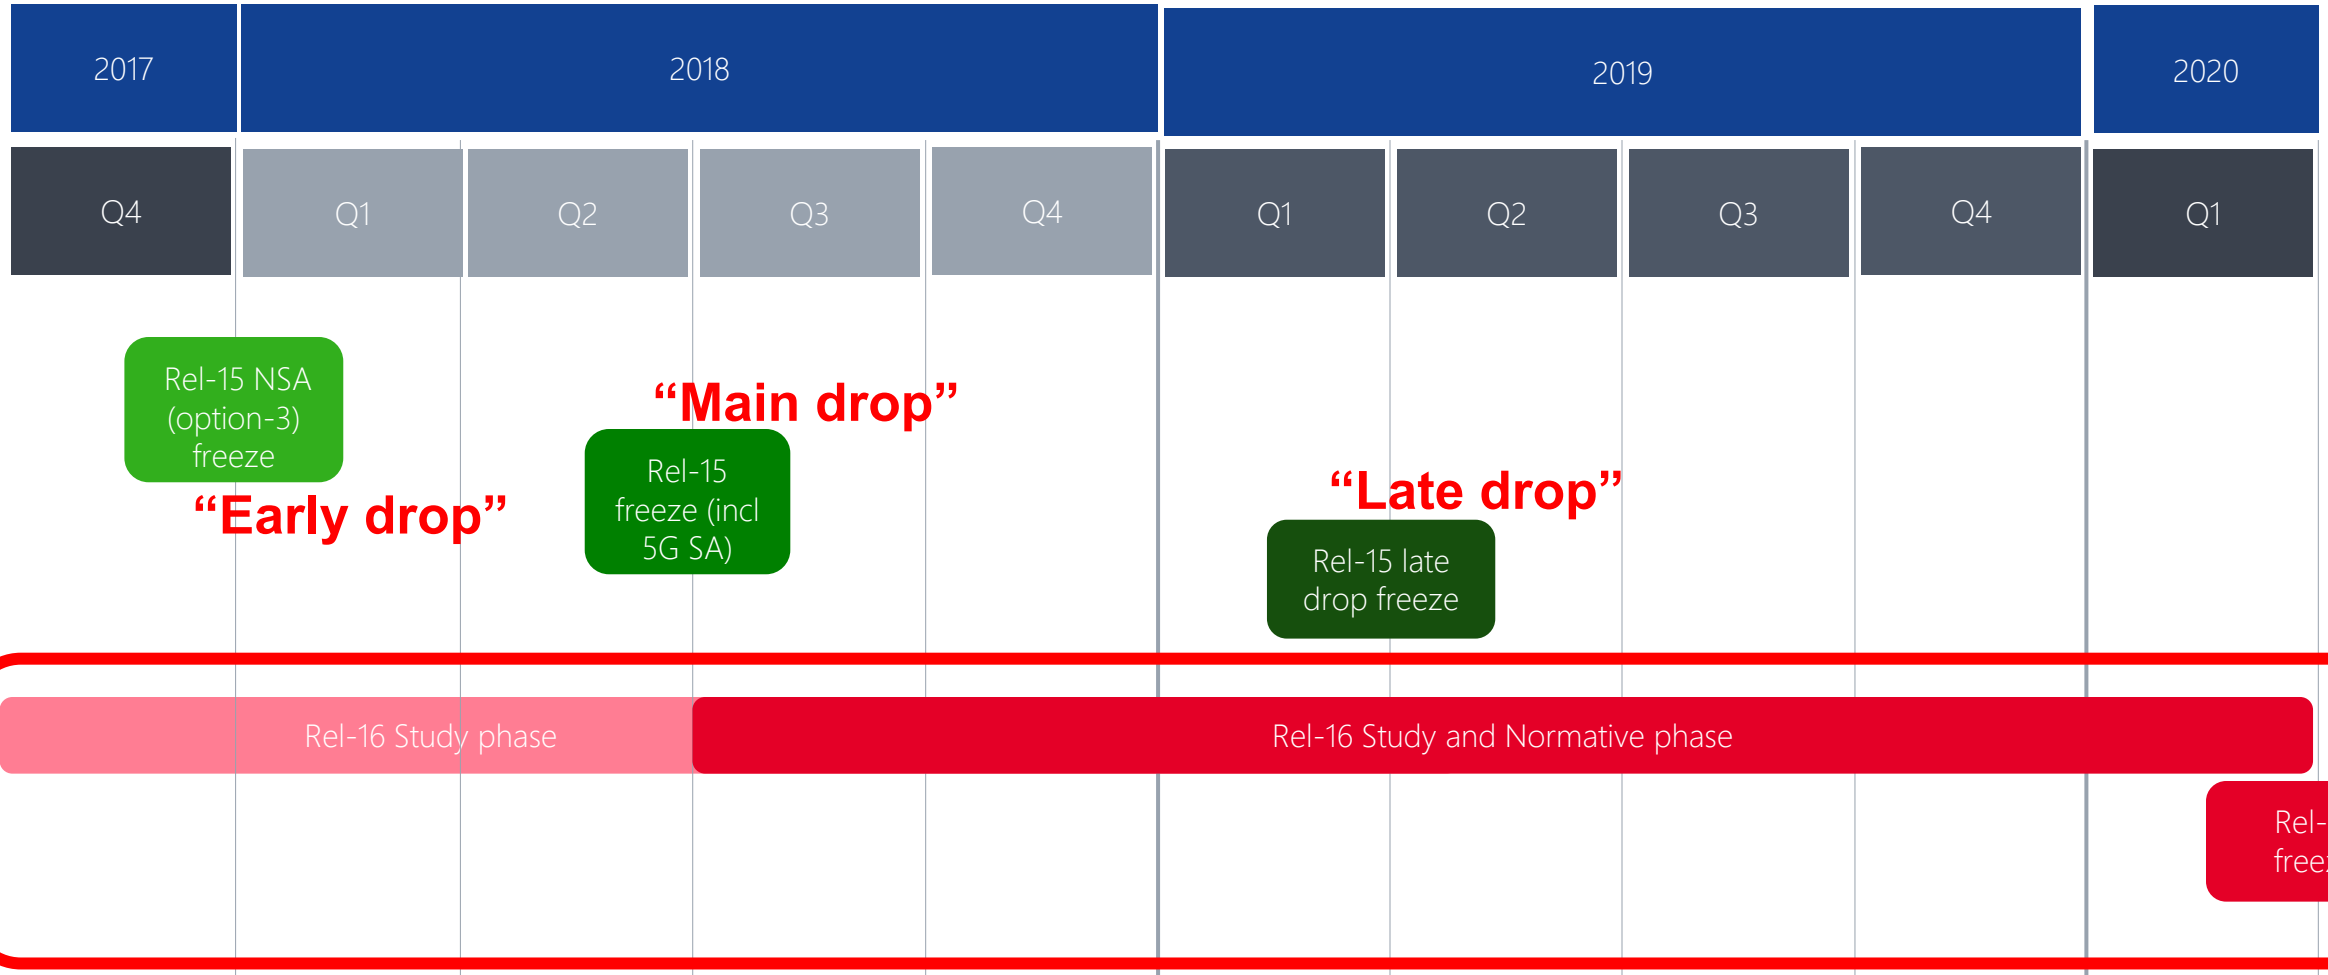 2017
2018
2019
2020
Q4
Q1
Q2
Q3
Q4
Q1
Q2
Q3
Q4
Q1
Rel-15 NSA
(option-3)
freeze
“Early drop”
“Main drop”
Rel-15
freeze (incl
5G SA)
“Late drop”
Rel-15 late
drop freeze
Rel-16 Study phase
Rel-16 Study and Normative phase
Rel-